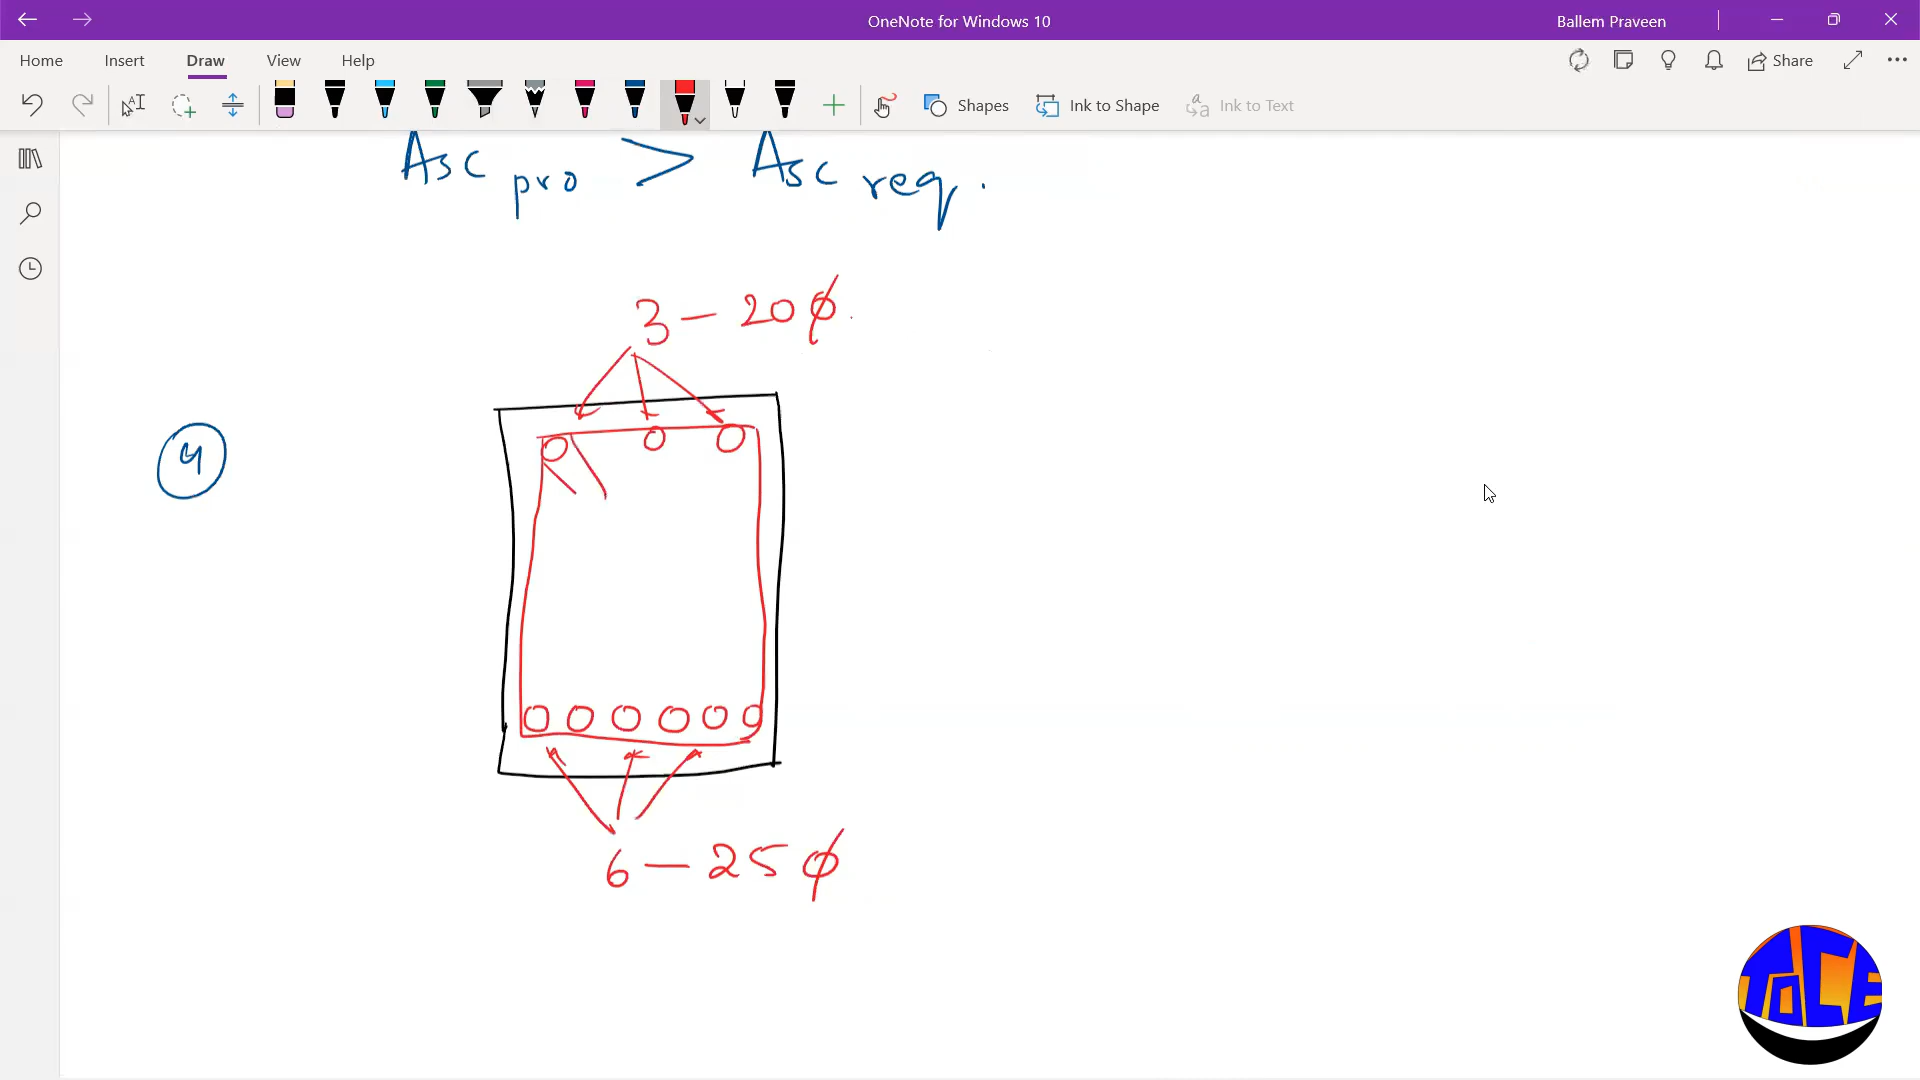 OneNote for Windows 10
Ballem Praveen
Home Insert Draw View Help
Share
Shapes Ink to Shape Ink to Text
Asc pro > Asc req.
3 - 20 ϕ
4
6 - 25 ϕ
TOCE